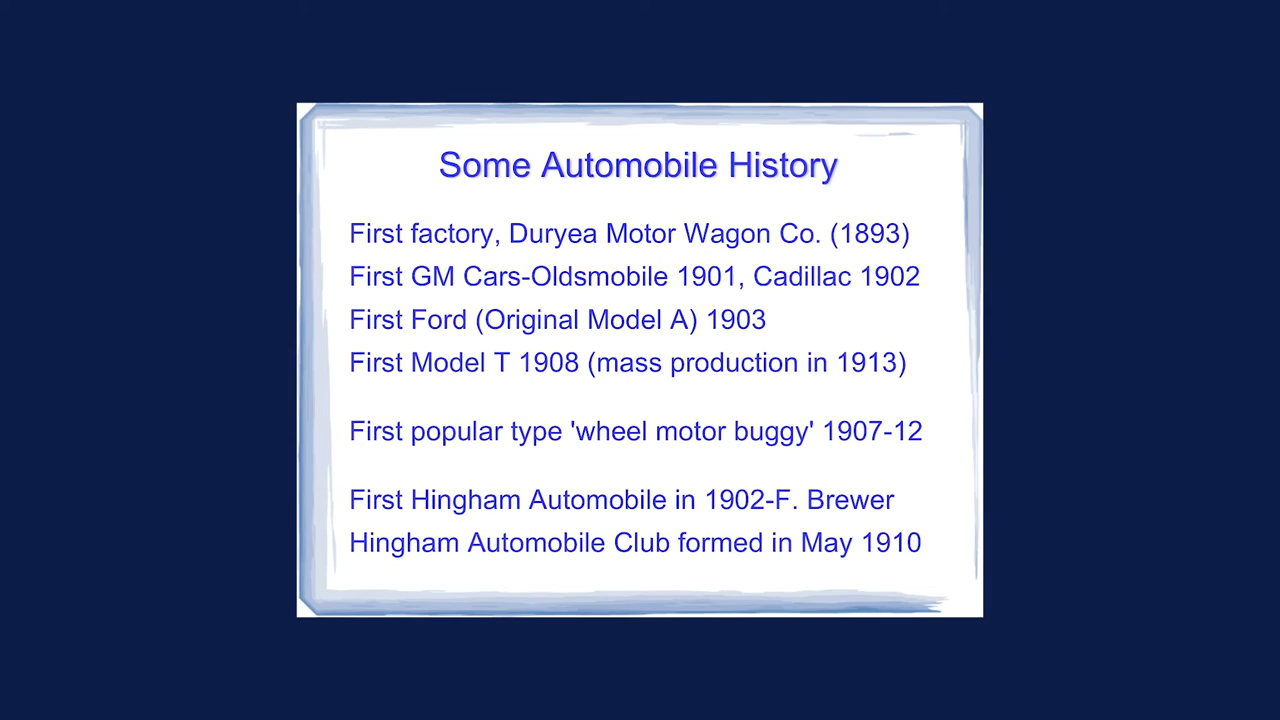 Some Automobile History
First factory, Duryea Motor Wagon Co. (1893)
First GM Cars-Oldsmobile 1901, Cadillac 1902
First Ford (Original Model A) 1903
First Model T 1908 (mass production in 1913)
First popular type 'wheel motor buggy' 1907-12
First Hingham Automobile in 1902-F. Brewer
Hingham Automobile Club formed in May 1910